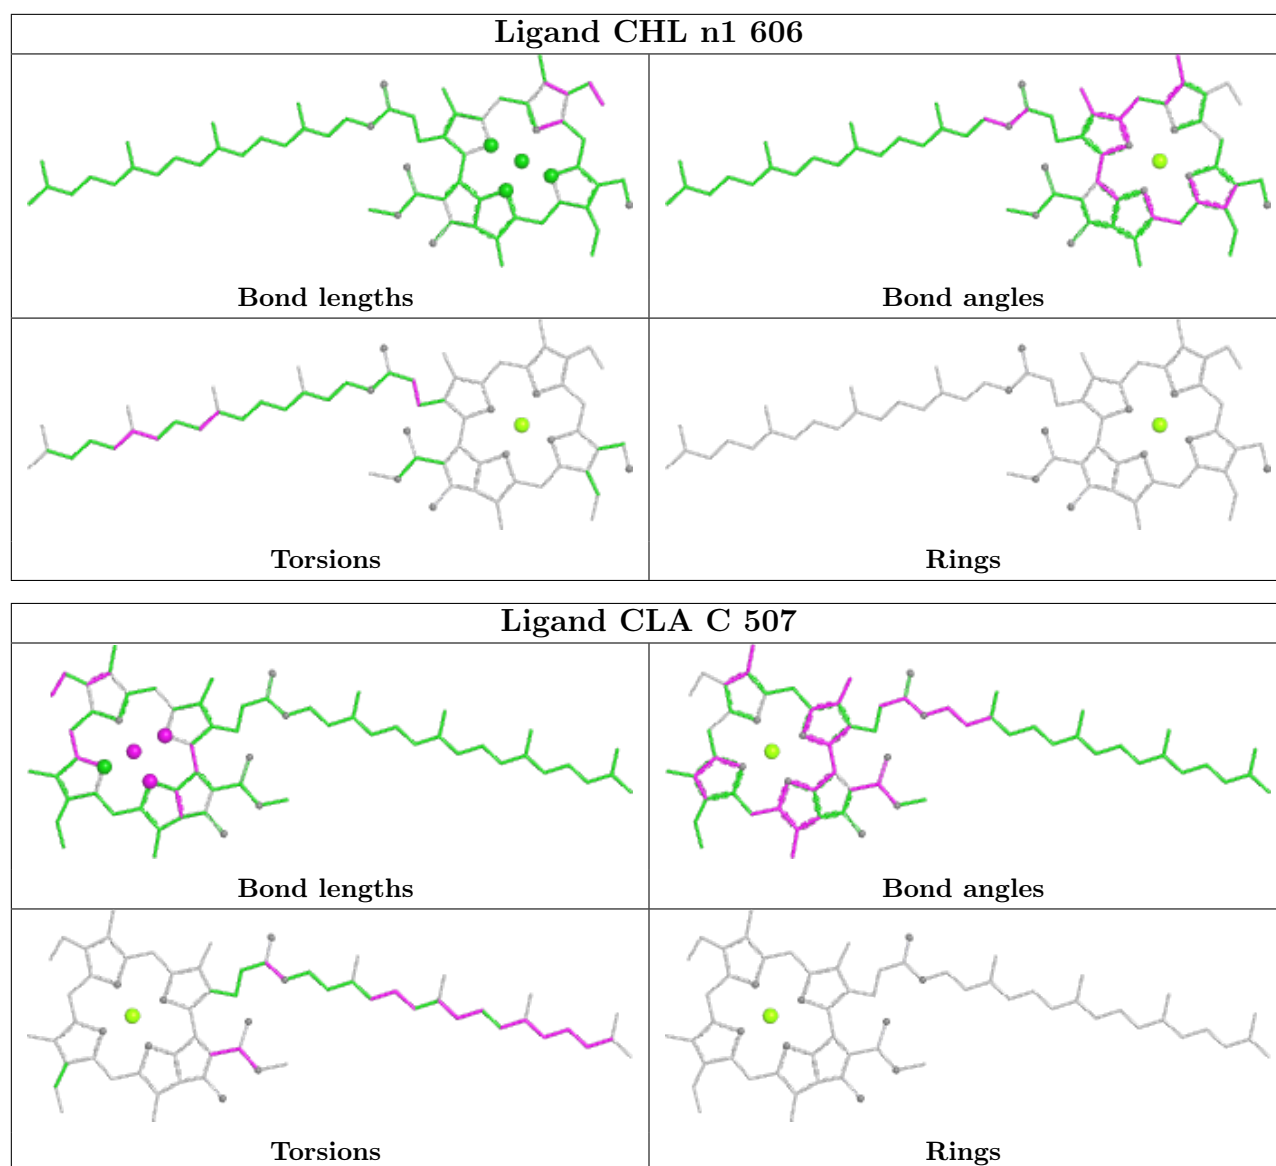 Ligand CHL n1 606
Bond lengths
Bond angles
Torsions
Rings
Ligand CLA C 507
Bond lengths
Bond angles
Torsions
Rings